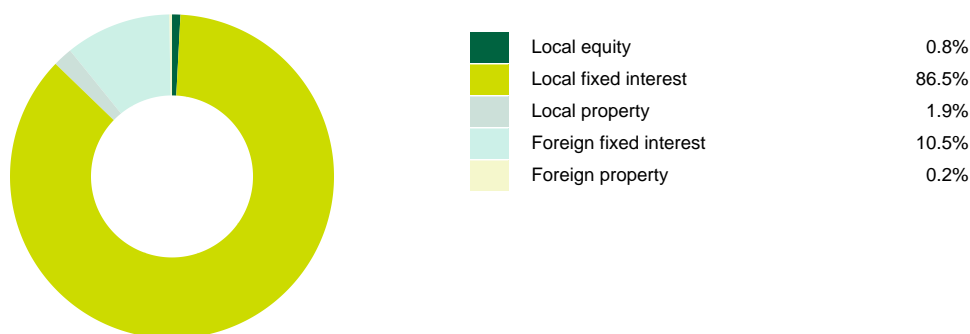 Local equity 0.8%
Local fixed interest 86.5%
Local property 1.9%
Foreign fixed interest 10.5%
Foreign property 0.2%